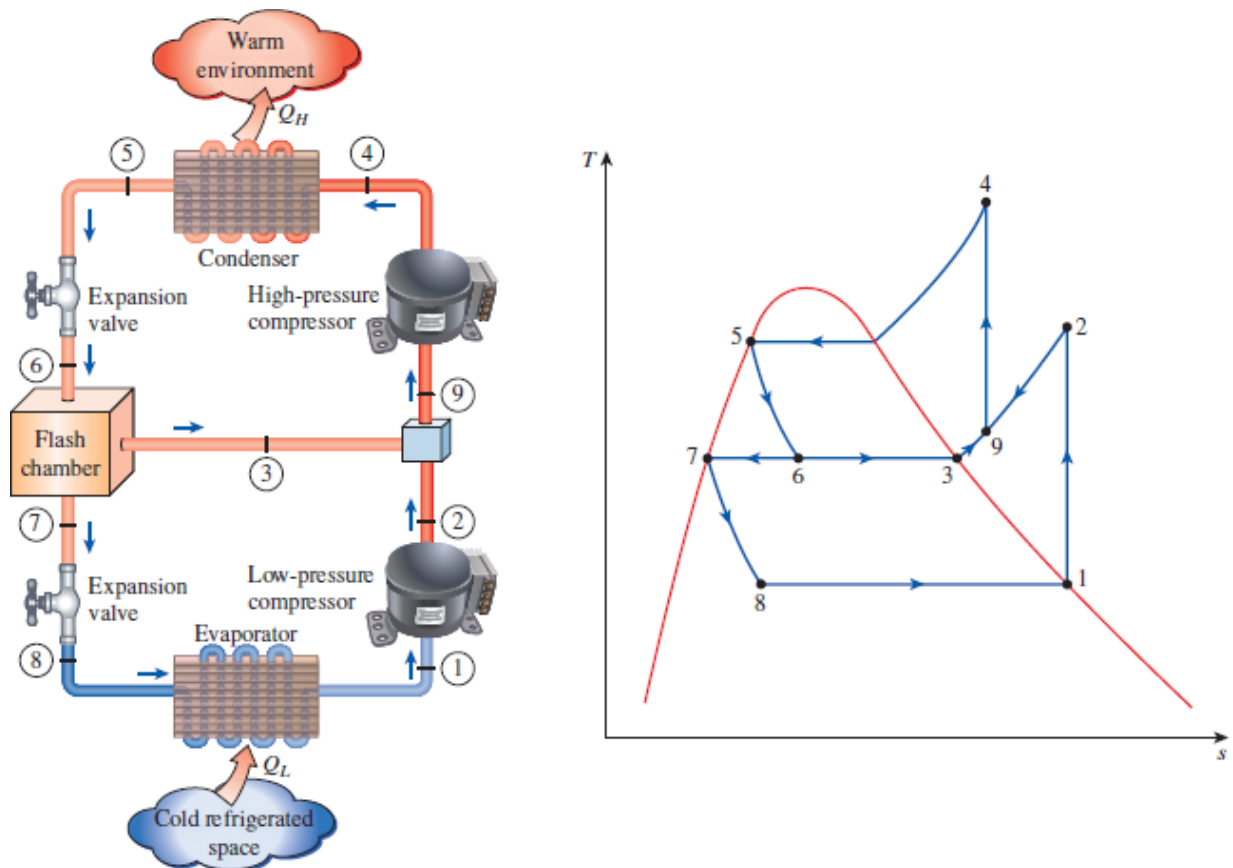 Warm
environment
Q_H
5
4
Condenser
Expansion
valve
High-pressure
compressor
6
9
Flash
chamber
3
7
2
Expansion
valve
Low-pressure
compressor
Evaporator
8
1
Q_L
Cold refrigerated
space
T
4
2
5
9
7
6
3
8
1
s